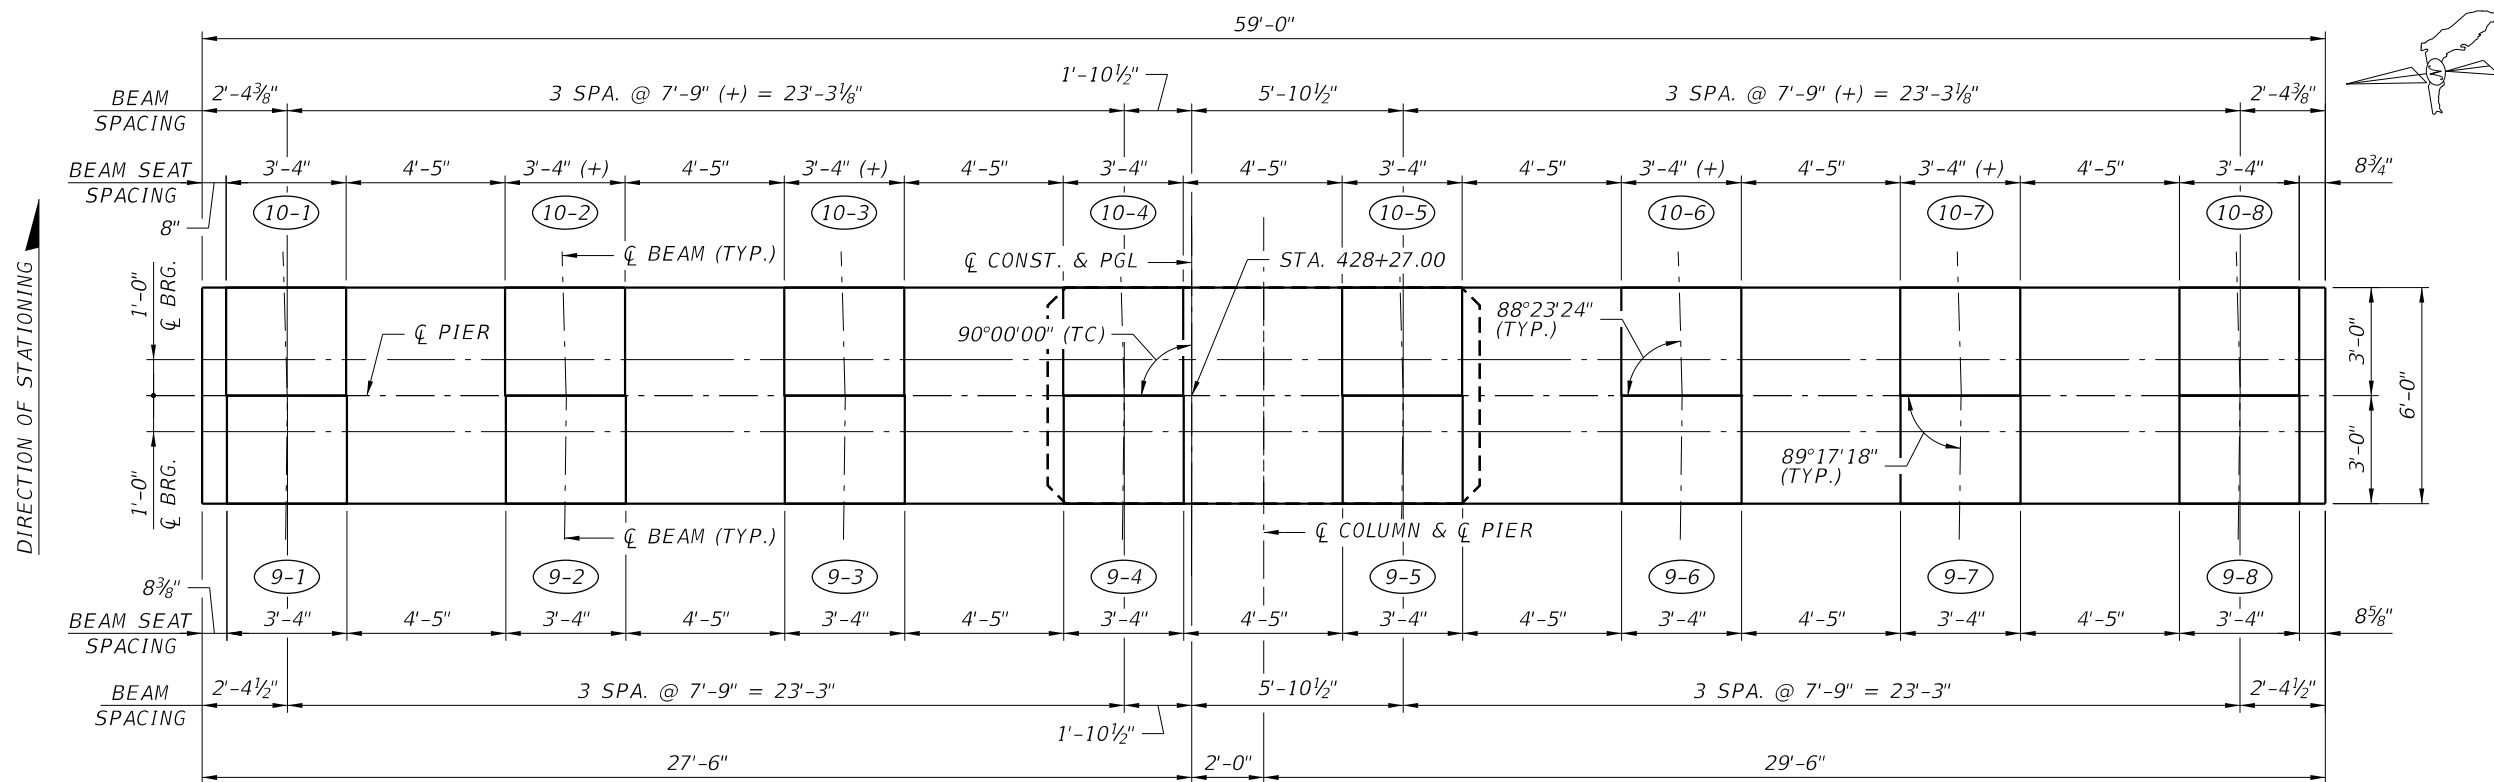 59'-0"
BEAM
SPACING
2'-4⅜"
3 SPA. @ 7'-9" (+) = 23'-3⅛"
1'-10½"
5'-10½"
3 SPA. @ 7'-9" (+) = 23'-3⅛"
2'-4⅜"
N
BEAM SEAT
SPACING
8"
3'-4"
4'-5"
3'-4" (+)
4'-5"
3'-4" (+)
4'-5"
3'-4"
4'-5"
3'-4"
4'-5"
3'-4" (+)
4'-5"
3'-4" (+)
4'-5"
3'-4"
8¾"
10-1
10-2
10-3
10-4
10-5
10-6
10-7
10-8
℄ BEAM (TYP.)
℄ CONST. & PGL
STA. 428+27.00
DIRECTION OF STATIONING
1'-0"
℄ BRG.
℄ PIER
90°00'00" (TC)
88°23'24"
(TYP.)
3'-0"
6'-0"
3'-0"
89°17'18"
(TYP.)
1'-0"
℄ BRG.
℄ BEAM (TYP.)
℄ COLUMN & ℄ PIER
9-1
9-2
9-3
9-4
9-5
9-6
9-7
9-8
8⅜"
BEAM SEAT
SPACING
3'-4"
4'-5"
3'-4"
4'-5"
3'-4"
4'-5"
3'-4"
4'-5"
3'-4"
4'-5"
3'-4"
4'-5"
3'-4"
4'-5"
3'-4"
8⅝"
BEAM
SPACING
2'-4½"
3 SPA. @ 7'-9" = 23'-3"
1'-10½"
5'-10½"
3 SPA. @ 7'-9" = 23'-3"
2'-4½"
27'-6"
2'-0"
29'-6"